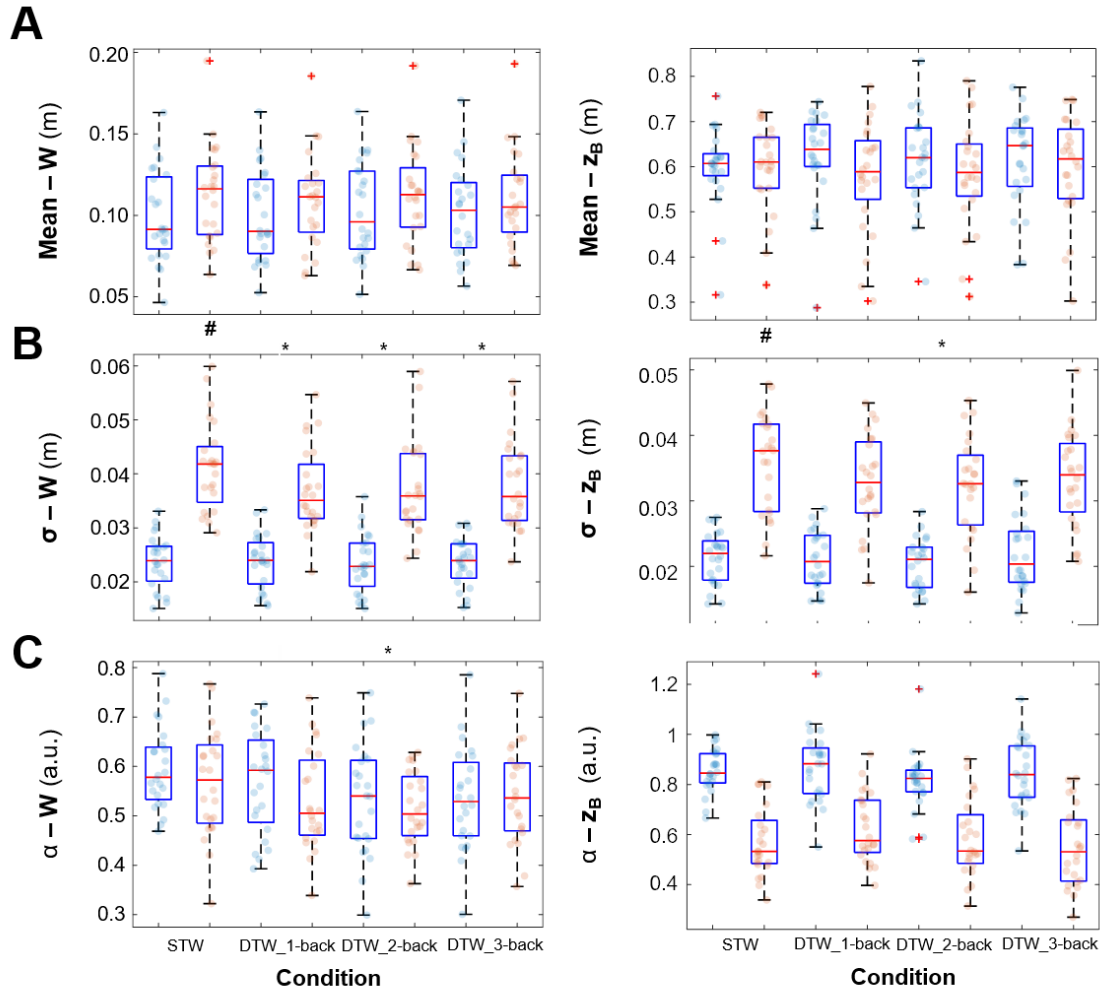 A
Mean – W (m)
0.20
0.15
0.10
0.05
Mean – zB (m)
0.8
0.7
0.6
0.5
0.4
0.3
B
#
*
*
*
σ – W (m)
0.06
0.05
0.04
0.03
0.02
#
*
σ – zB (m)
0.05
0.04
0.03
0.02
C
*
α – W (a.u.)
0.8
0.7
0.6
0.5
0.4
0.3
STW
DTW_1-back
DTW_2-back
DTW_3-back
Condition
α – zB (a.u.)
1.2
1
0.8
0.6
0.4
STW
DTW_1-back
DTW_2-back
DTW_3-back
Condition